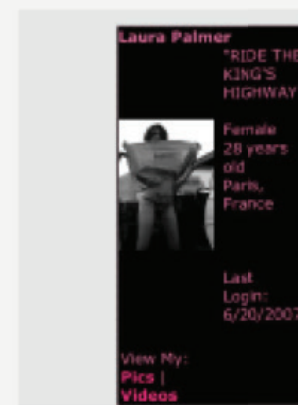 Laura Palmer
"RIDE THE
KING'S
HIGHWAY
Female
28 years
old
Paris,
France
Last
Login:
6/20/2007
View My:
Pics |
Videos